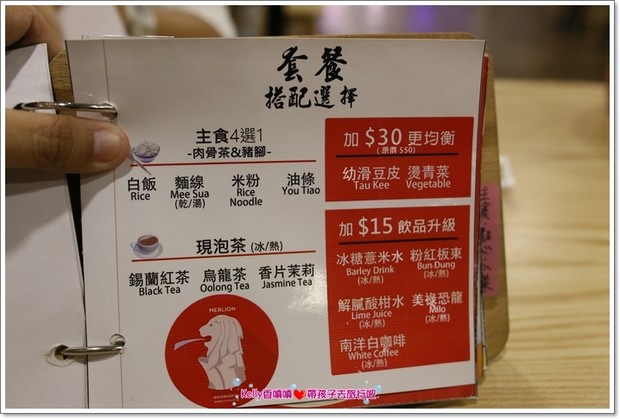 套餐
搭配選擇
主食4選1
-肉骨茶&豬腳-
白飯 麵線 米粉 油條
Rice Mee Sua Rice Noodle You Tiao
(乾/湯)
現泡茶 (冰/熱)
錫蘭紅茶 烏龍茶 香片茉莉
Black Tea Oolong Tea Jasmine Tea
MERLION
加 $30 更均衡
(原價 $50)
幼滑豆皮 燙青菜
Tau Kee Vegetable
加 $15 飲品升級
冰糖薏米水 粉紅板東
Barley Drink Bun Dung
(冰/熱) (冰/熱)
解膩酸柑水 美祿恐龍
Lime Juice Milo
(冰/熱) (冰/熱)
南洋白咖啡
White Coffee
(冰/熱)
Kelly香噴噴❤帶孩子去旅行吧